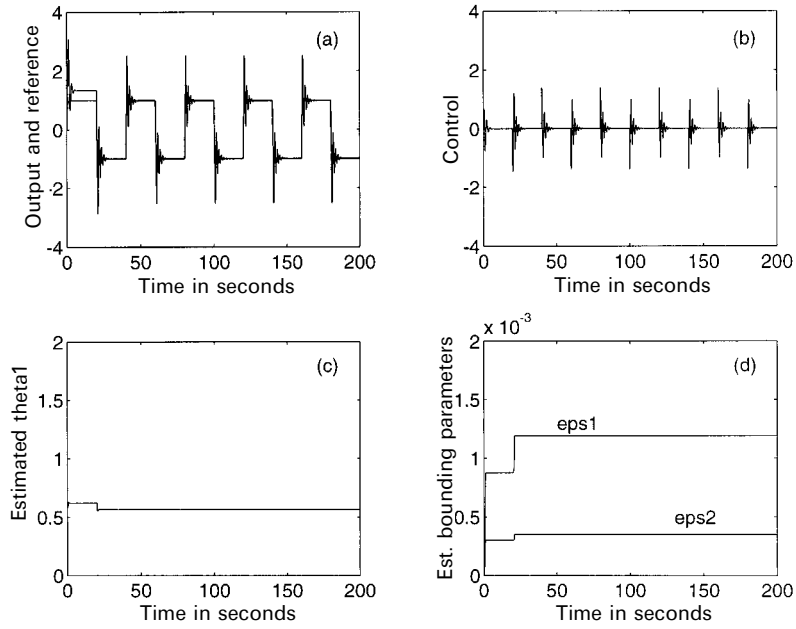 4
2
0
-2
-4
Output and reference
(a)
0 50 100 150 200
Time in seconds
4
2
0
-2
-4
Control
(b)
0 50 100 150 200
Time in seconds
2
1.5
1
0.5
0
Estimated theta1
(c)
0 50 100 150 200
Time in seconds
x 10^-3
2
1.5
1
0.5
0
Est. bounding parameters
(d)
eps1
eps2
0 50 100 150 200
Time in seconds